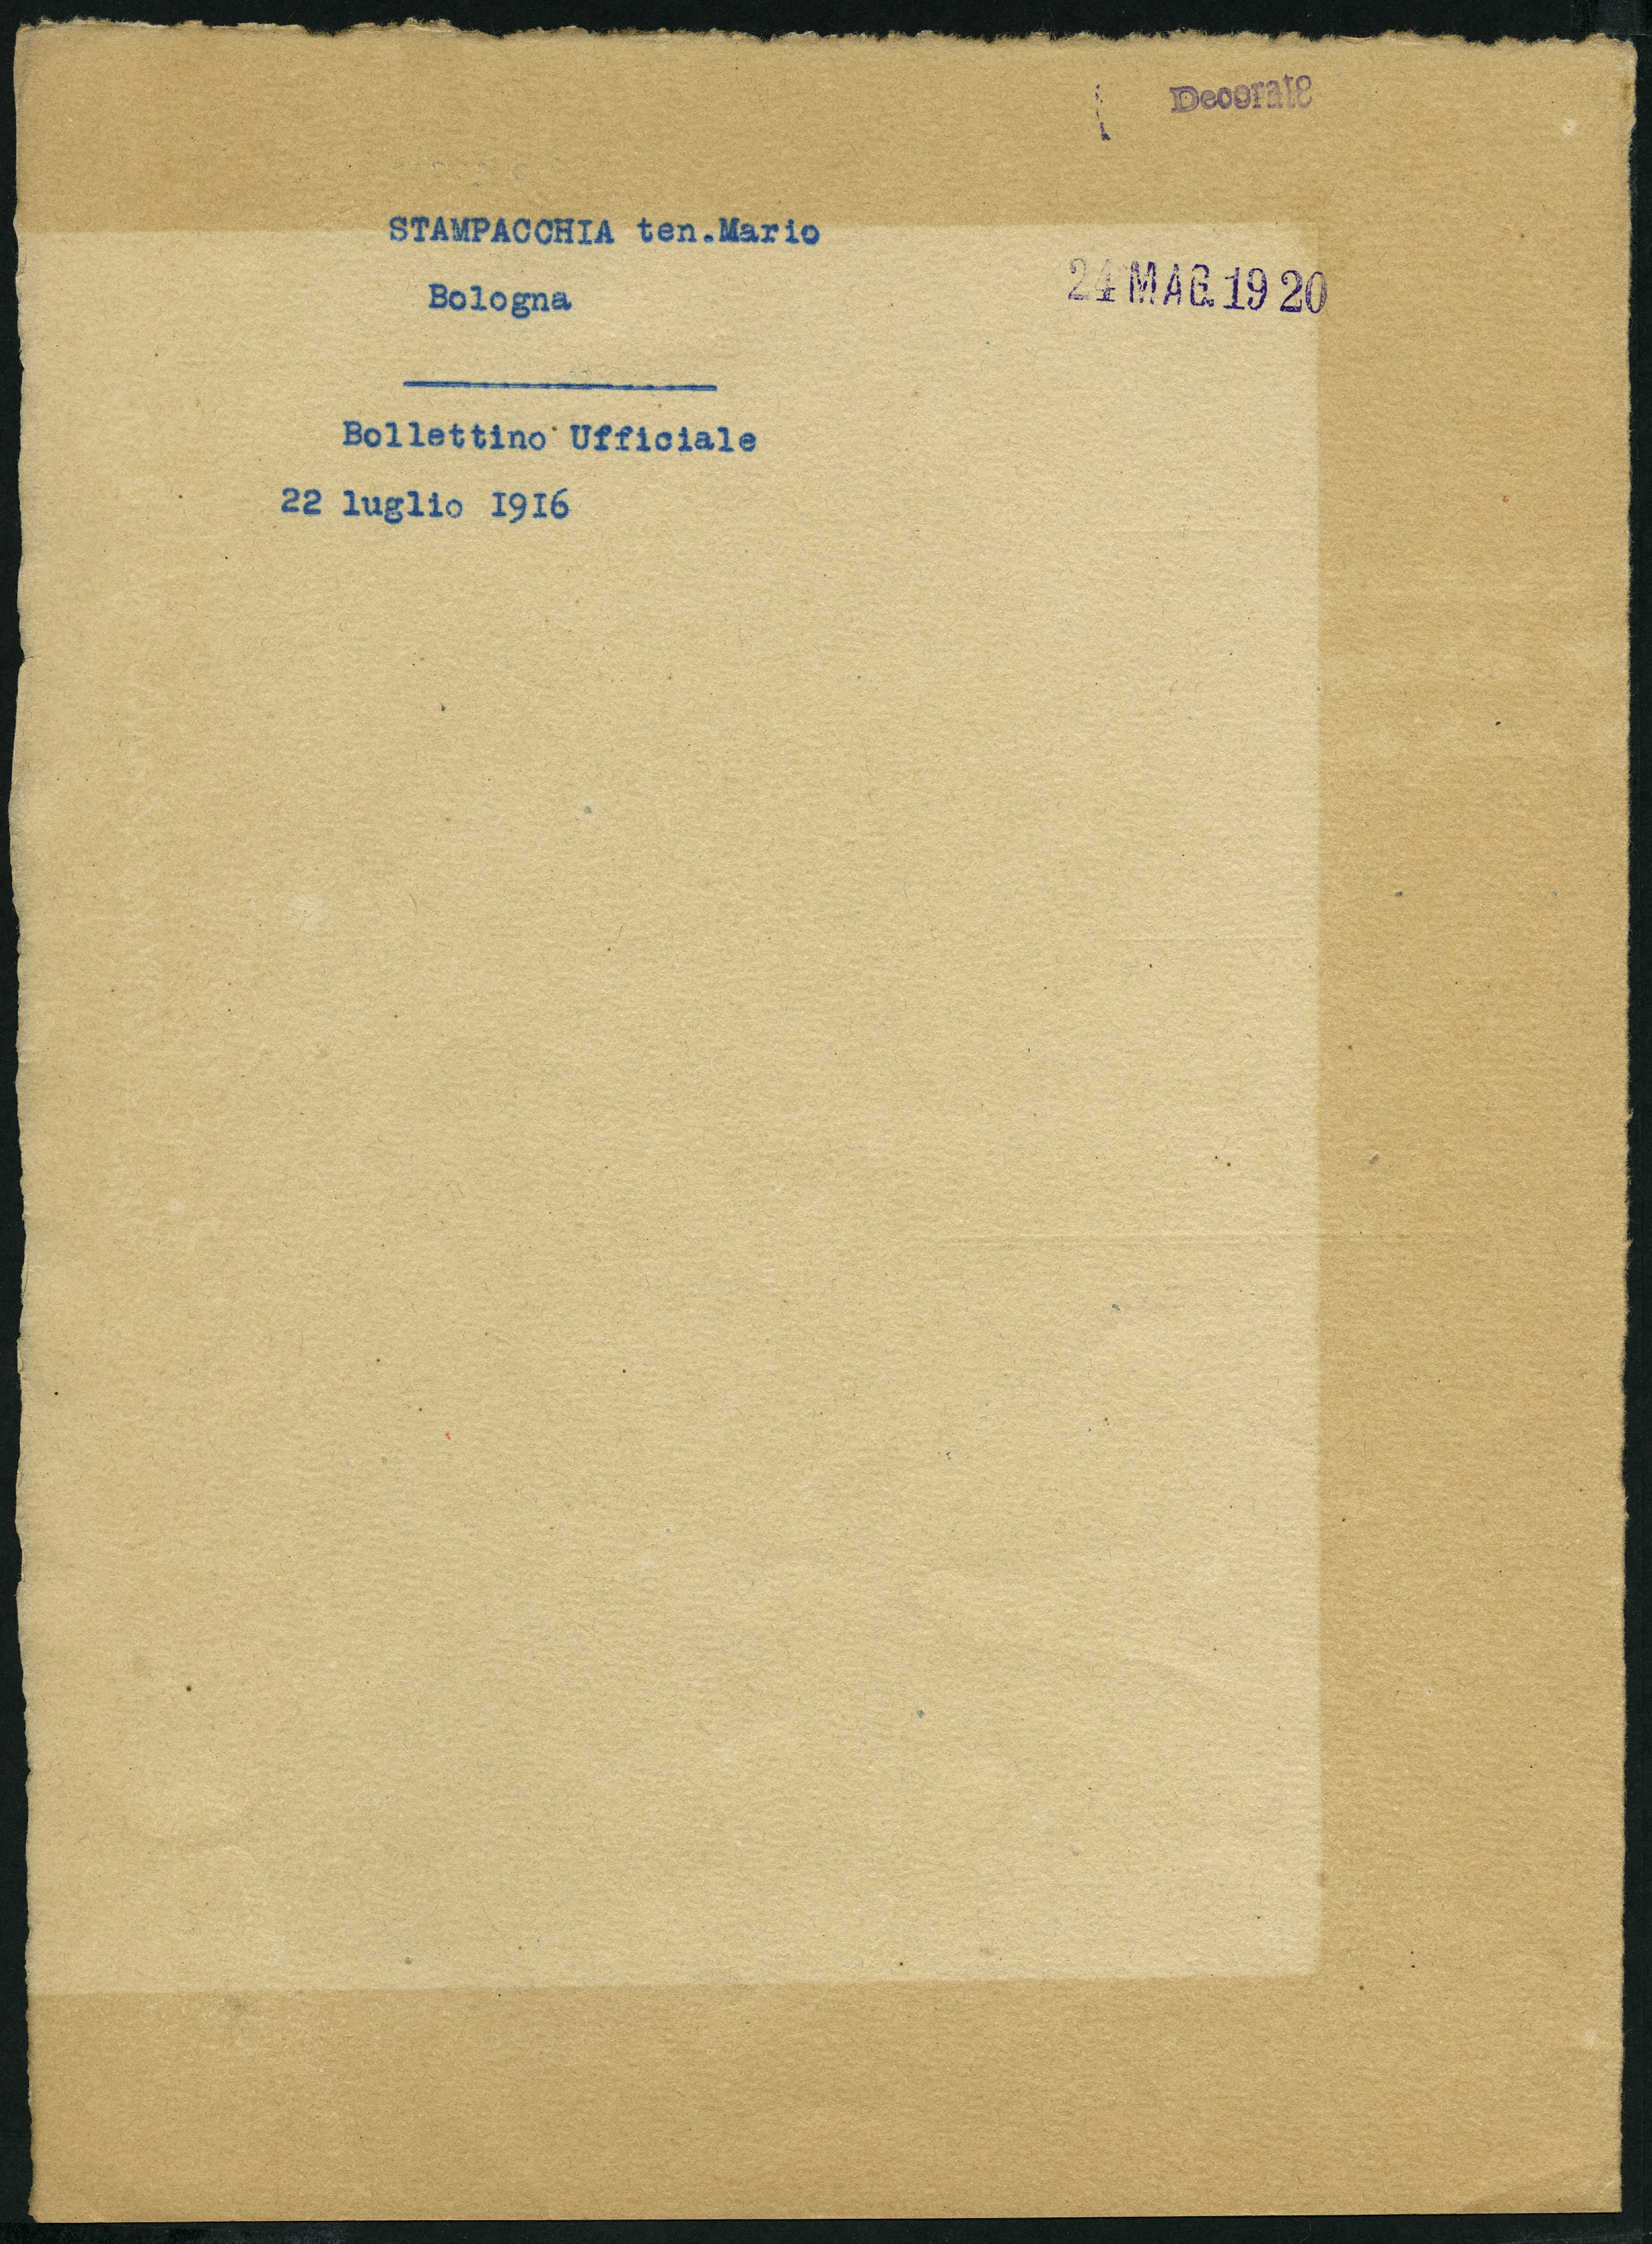 Decorato
STAMPACCHIA ten.Mario
24 MAG. 1920
Bologna
Bollettino Ufficiale
22 luglio 1916